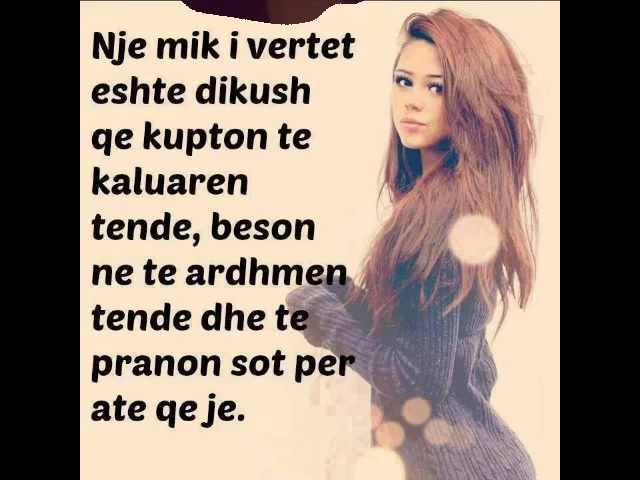 Nje mik i vertet
eshte dikush
qe kupton te
kaluaren
tende, beson
ne te ardhmen
tende dhe te
pranon sot per
ate qe je.